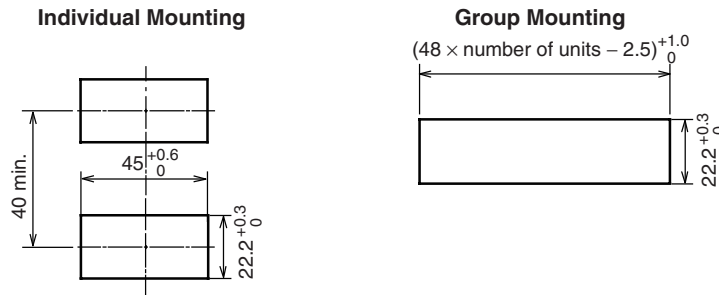 Individual Mounting
Group Mounting
(48 × number of units − 2.5) +1.0 0
40 min.
45 +0.6 0
22.2 +0.3 0
22.2 +0.3 0